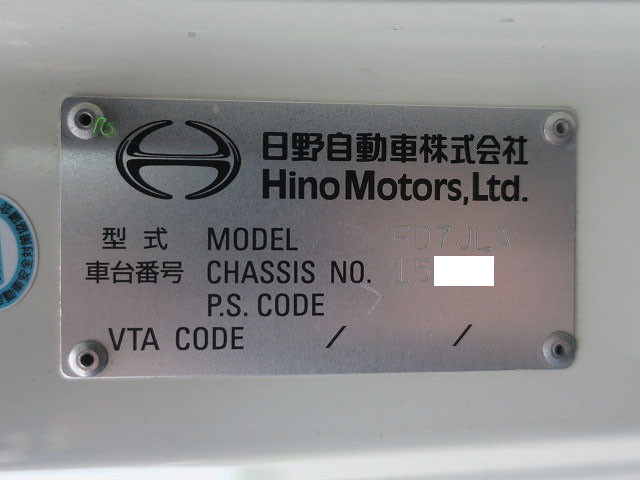 日野自動車株式会社
Hino Motors,Ltd.
型式 MODEL FD7JLA
車台番号 CHASSIS NO. 15
P.S. CODE
VTA CODE / /